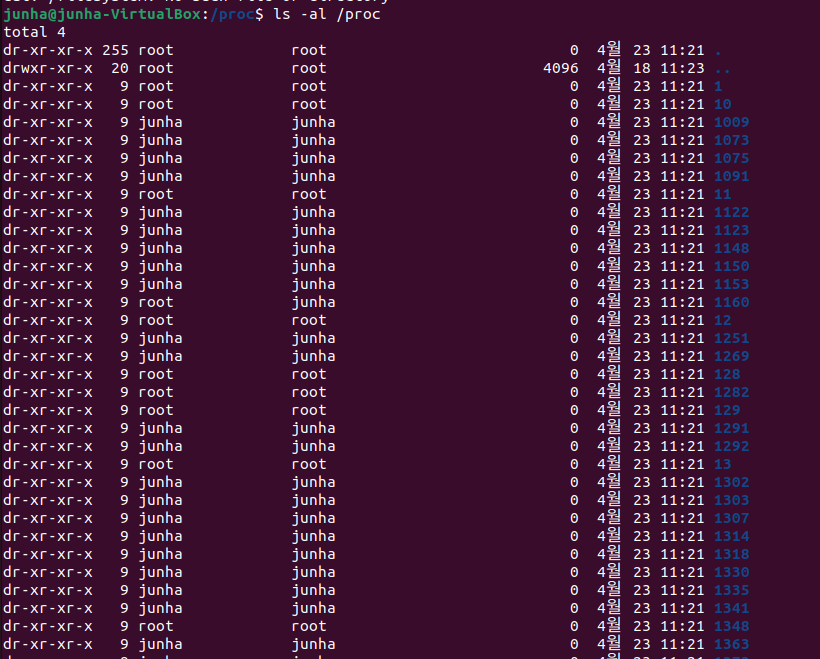 junha@junha-VirtualBox:/proc$ ls -al /proc
total 4
dr-xr-xr-x 255 root root 0 4월 23 11:21 .
drwxr-xr-x 20 root root 4096 4월 18 11:23 ..
dr-xr-xr-x 9 root root 0 4월 23 11:21 1
dr-xr-xr-x 9 root root 0 4월 23 11:21 10
dr-xr-xr-x 9 junha junha 0 4월 23 11:21 1009
dr-xr-xr-x 9 junha junha 0 4월 23 11:21 1073
dr-xr-xr-x 9 junha junha 0 4월 23 11:21 1075
dr-xr-xr-x 9 junha junha 0 4월 23 11:21 1091
dr-xr-xr-x 9 root root 0 4월 23 11:21 11
dr-xr-xr-x 9 junha junha 0 4월 23 11:21 1122
dr-xr-xr-x 9 junha junha 0 4월 23 11:21 1123
dr-xr-xr-x 9 junha junha 0 4월 23 11:21 1148
dr-xr-xr-x 9 junha junha 0 4월 23 11:21 1150
dr-xr-xr-x 9 junha junha 0 4월 23 11:21 1153
dr-xr-xr-x 9 root junha 0 4월 23 11:21 1160
dr-xr-xr-x 9 root root 0 4월 23 11:21 12
dr-xr-xr-x 9 junha junha 0 4월 23 11:21 1251
dr-xr-xr-x 9 junha junha 0 4월 23 11:21 1269
dr-xr-xr-x 9 root root 0 4월 23 11:21 128
dr-xr-xr-x 9 root root 0 4월 23 11:21 1282
dr-xr-xr-x 9 root root 0 4월 23 11:21 129
dr-xr-xr-x 9 junha junha 0 4월 23 11:21 1291
dr-xr-xr-x 9 junha junha 0 4월 23 11:21 1292
dr-xr-xr-x 9 root root 0 4월 23 11:21 13
dr-xr-xr-x 9 junha junha 0 4월 23 11:21 1302
dr-xr-xr-x 9 junha junha 0 4월 23 11:21 1303
dr-xr-xr-x 9 junha junha 0 4월 23 11:21 1307
dr-xr-xr-x 9 junha junha 0 4월 23 11:21 1314
dr-xr-xr-x 9 junha junha 0 4월 23 11:21 1318
dr-xr-xr-x 9 junha junha 0 4월 23 11:21 1330
dr-xr-xr-x 9 junha junha 0 4월 23 11:21 1335
dr-xr-xr-x 9 junha junha 0 4월 23 11:21 1341
dr-xr-xr-x 9 root root 0 4월 23 11:21 1348
dr-xr-xr-x 9 junha junha 0 4월 23 11:21 1363